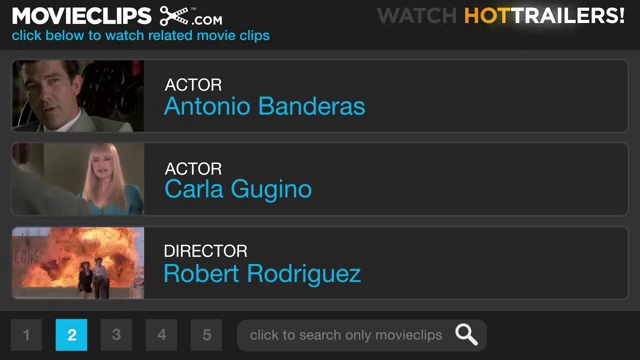 MOVIECLIPS .COM
click below to watch related movie clips
WATCH HOTTRAILERS!
ACTOR
Antonio Banderas
ACTOR
Carla Gugino
DIRECTOR
Robert Rodriguez
1 2 3 4 5
click to search only movieclips